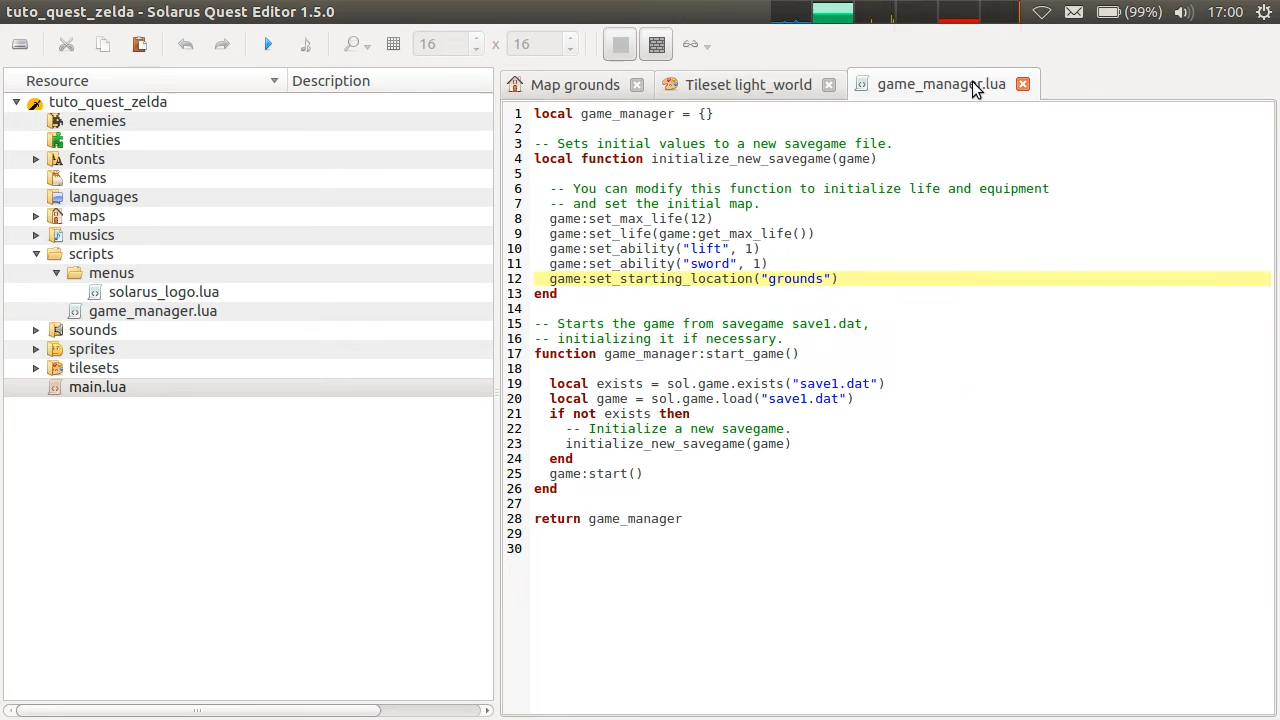 tuto_quest_zelda - Solarus Quest Editor 1.5.0
(99%)
17:00
16 x 16
Resource
Description
tuto_quest_zelda
enemies
entities
fonts
items
languages
maps
musics
scripts
menus
solarus_logo.lua
game_manager.lua
sounds
sprites
tilesets
main.lua
Map grounds
Tileset light_world
game_manager.lua
1 local game_manager = {}
2
3 -- Sets initial values to a new savegame file.
4 local function initialize_new_savegame(game)
5
6 -- You can modify this function to initialize life and equipment
7 -- and set the initial map.
8 game:set_max_life(12)
9 game:set_life(game:get_max_life())
10 game:set_ability("lift", 1)
11 game:set_ability("sword", 1)
12 game:set_starting_location("grounds")
13 end
14
15 -- Starts the game from savegame save1.dat,
16 -- initializing it if necessary.
17 function game_manager:start_game()
18
19 local exists = sol.game.exists("save1.dat")
20 local game = sol.game.load("save1.dat")
21 if not exists then
22 -- Initialize a new savegame.
23 initialize_new_savegame(game)
24 end
25 game:start()
26 end
27
28 return game_manager
29
30